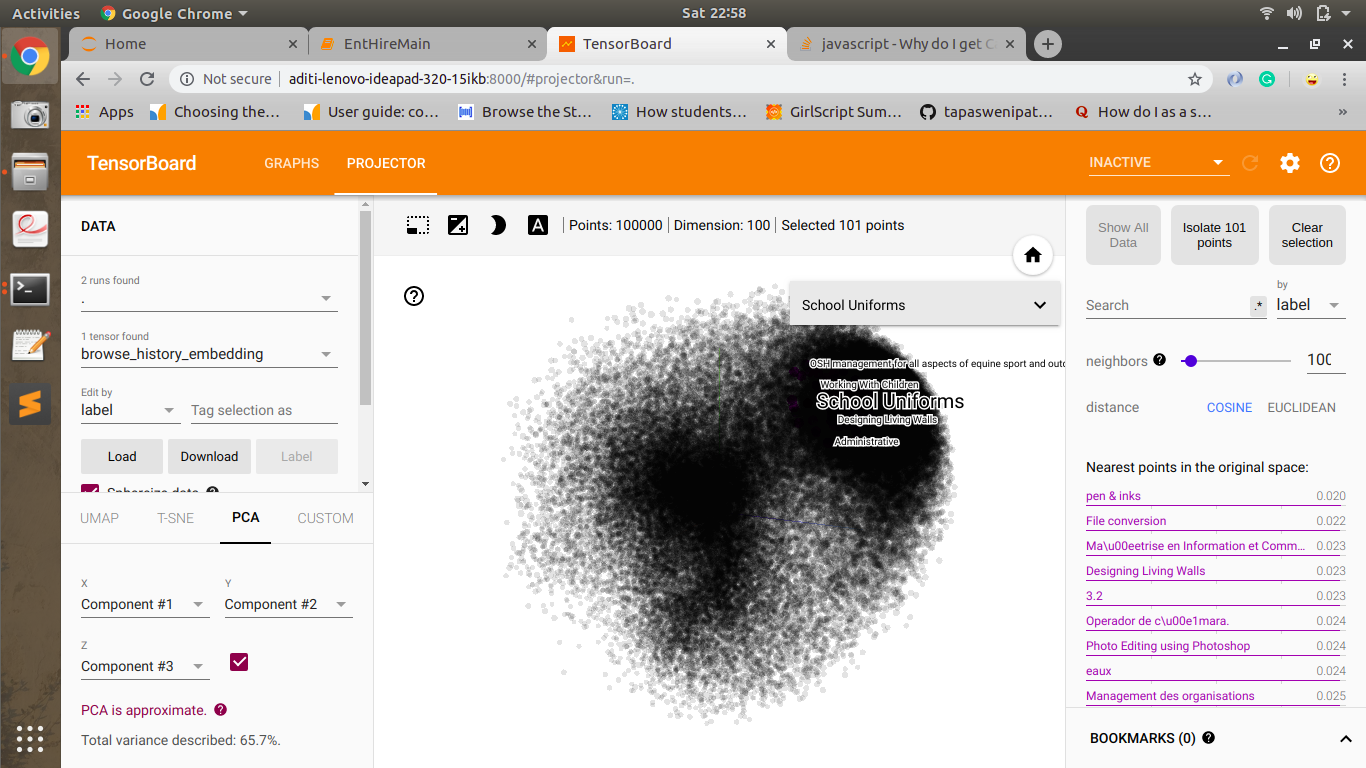 Activities Google Chrome Sat 22:58
Home EntHireMain TensorBoard javascript - Why do I get C
Not secure aditi-lenovo-ideapad-320-15ikb:8000/#projector&run=.
Apps Choosing the... User guide: co... Browse the St... How students... GirlScript Sum... tapaswenipat... How do I as a s... »
TensorBoard GRAPHS PROJECTOR INACTIVE
DATA
2 runs found
.
1 tensor found
browse_history_embedding
Edit by
label Tag selection as
Load Download Label
Sphereize data
UMAP T-SNE PCA CUSTOM
X Y
Component #1 Component #2
Z
Component #3
PCA is approximate.
Total variance described: 65.7%.
A Points: 100000 Dimension: 100 Selected 101 points
School Uniforms
OSH management for all aspects of equine sport and outd
Working With Children
School Uniforms
Designing Living Walls
Administrative
Show All Data
Isolate 101 points
Clear selection
by
Search .* label
neighbors 100
distance COSINE EUCLIDEAN
Nearest points in the original space:
pen & inks 0.020
File conversion 0.022
Ma\u00eetrise en Information et Comm... 0.023
Designing Living Walls 0.023
3.2 0.023
Operador de c\u00e1mara. 0.024
Photo Editing using Photoshop 0.024
eaux 0.024
Management des organisations 0.025
BOOKMARKS (0)